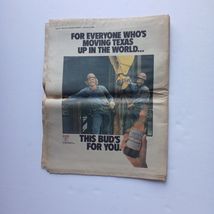 FOR EVERYONE WHO'S
MOVING TEXAS
UP IN THE WORLD...
THIS BUD'S
FOR YOU.